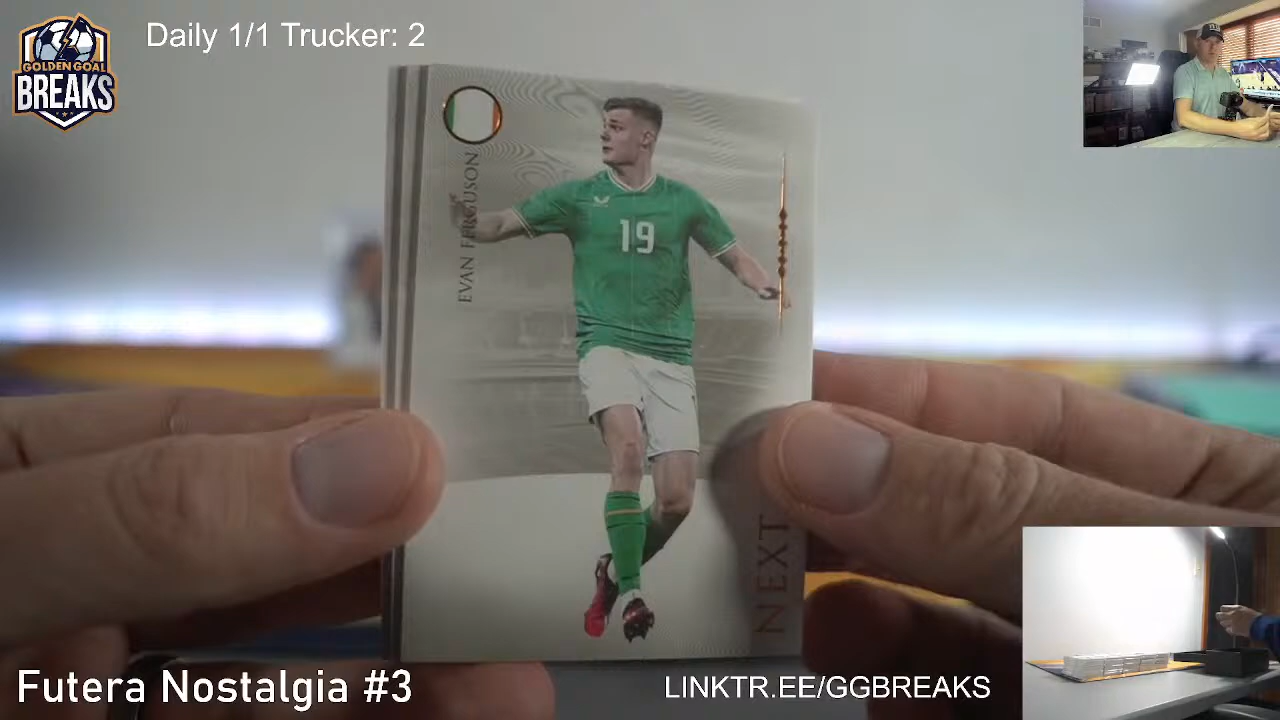 Daily 1/1 Trucker: 2
GOLDEN GOAL
BREAKS
EVAN FERGUSON
19
NEXT
Futera Nostalgia #3
LINKTR.EE/GGBREAKS